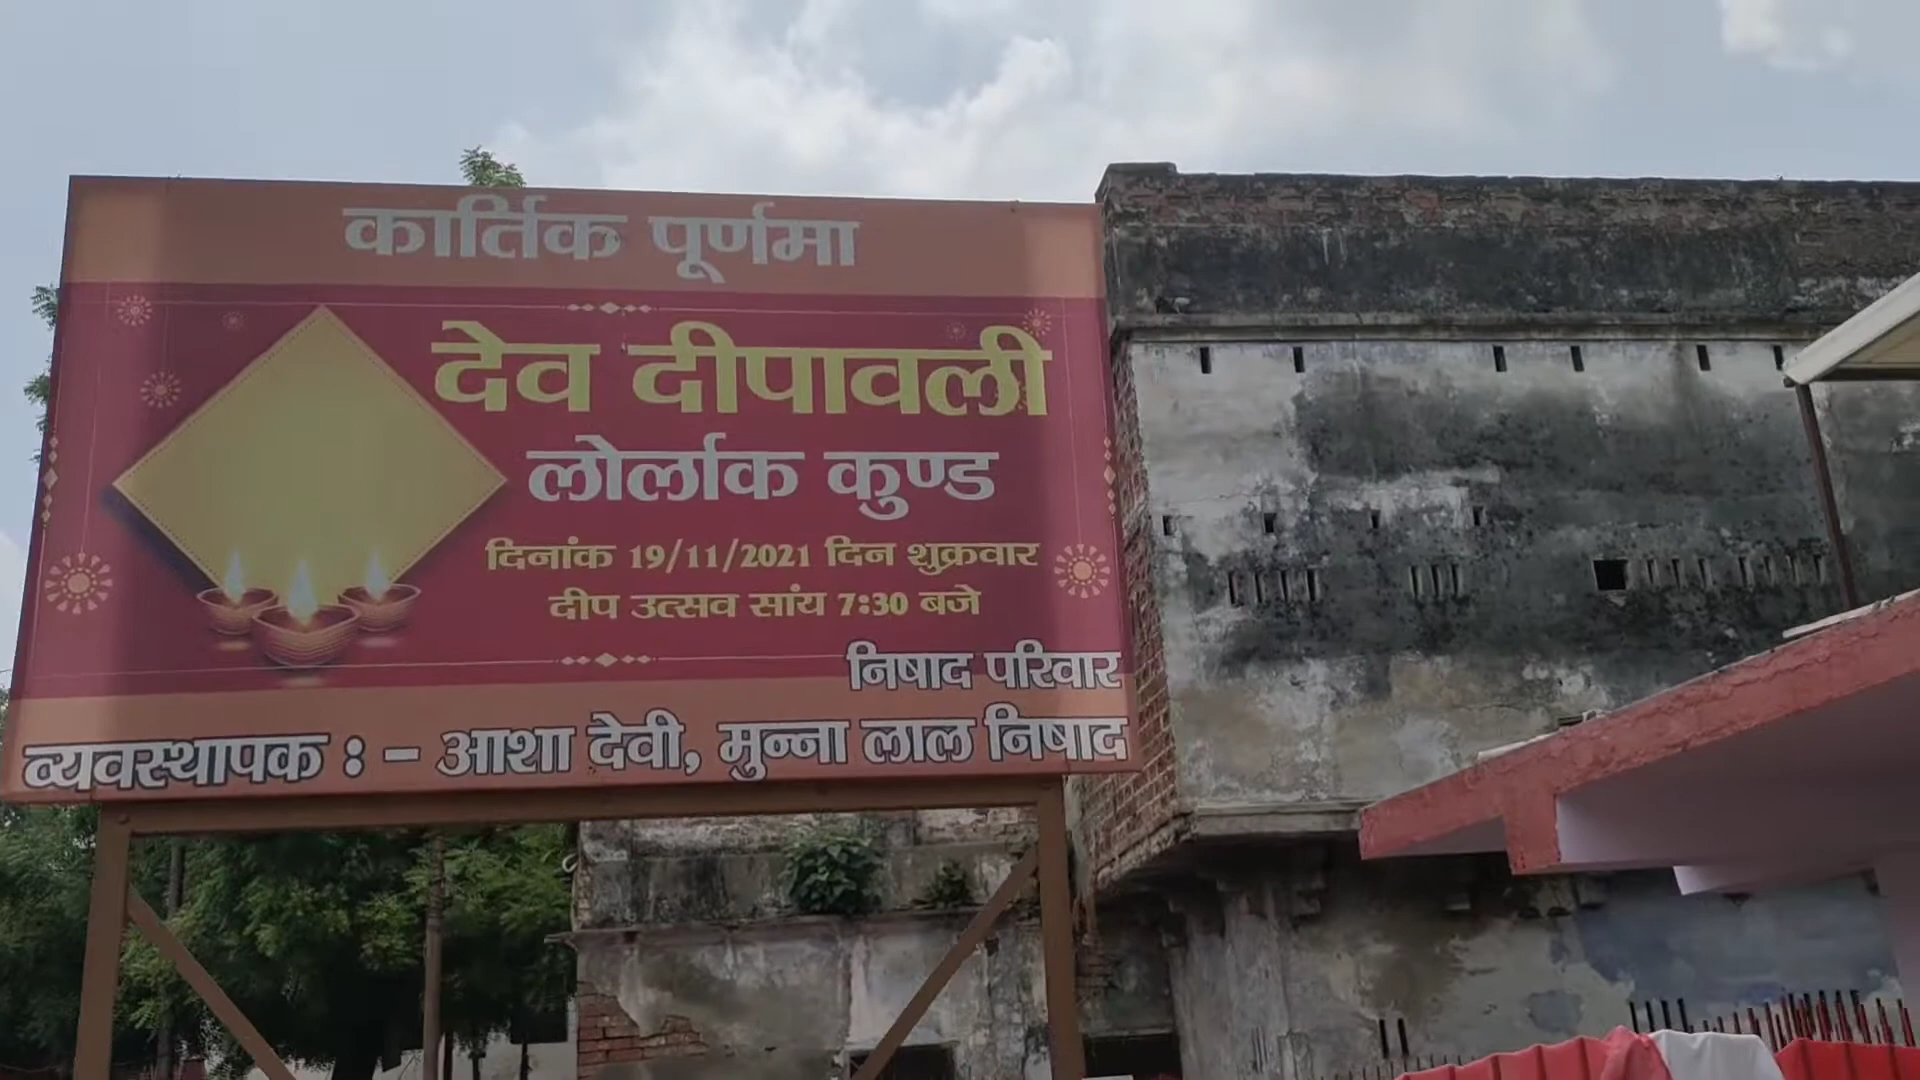 कार्तिक पूर्णमा
देव दीपावली
लोर्लाक कुण्ड
दिनांक 19/11/2021 दिन शुक्रवार
दीप उत्सव सांय 7:30 बजे
निषाद परिवार
व्यवस्थापक : - आशा देवी, मुन्ना लाल निषाद